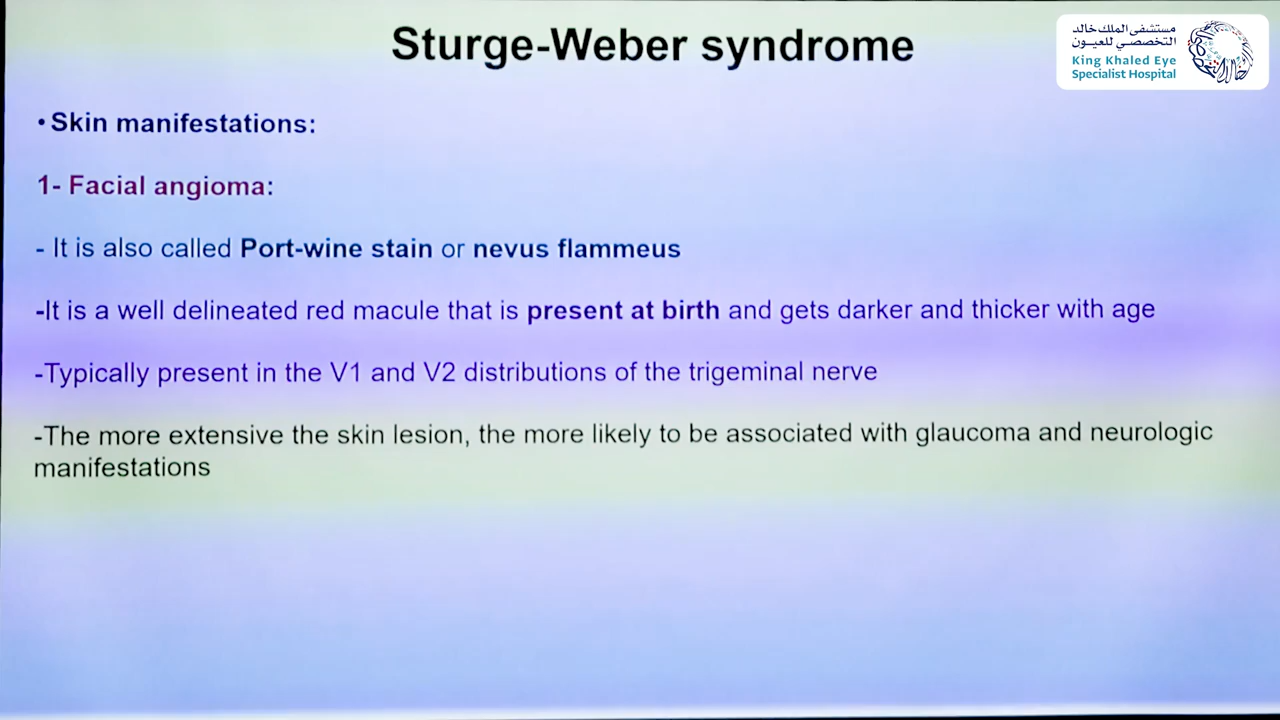 Sturge-Weber syndrome
مستشفى الملك خالد
التخصصي للعيون
King Khaled Eye
Specialist Hospital
•Skin manifestations:
1- Facial angioma:
- It is also called Port-wine stain or nevus flammeus
-It is a well delineated red macule that is present at birth and gets darker and thicker with age
-Typically present in the V1 and V2 distributions of the trigeminal nerve
-The more extensive the skin lesion, the more likely to be associated with glaucoma and neurologic
manifestations